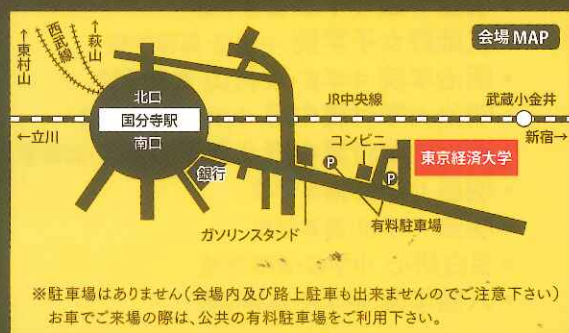 会場 MAP
↑萩山
西武線
↑東村山
北口
国分寺駅
南口
JR中央線
武蔵小金井
←立川
新宿→
コンビニ
東京経済大学
P
P
銀行
ガソリンスタンド
有料駐車場
※駐車場はありません(会場内及び路上駐車も出来ませんのでご注意下さい)
お車でご来場の際は、公共の有料駐車場をご利用下さい。